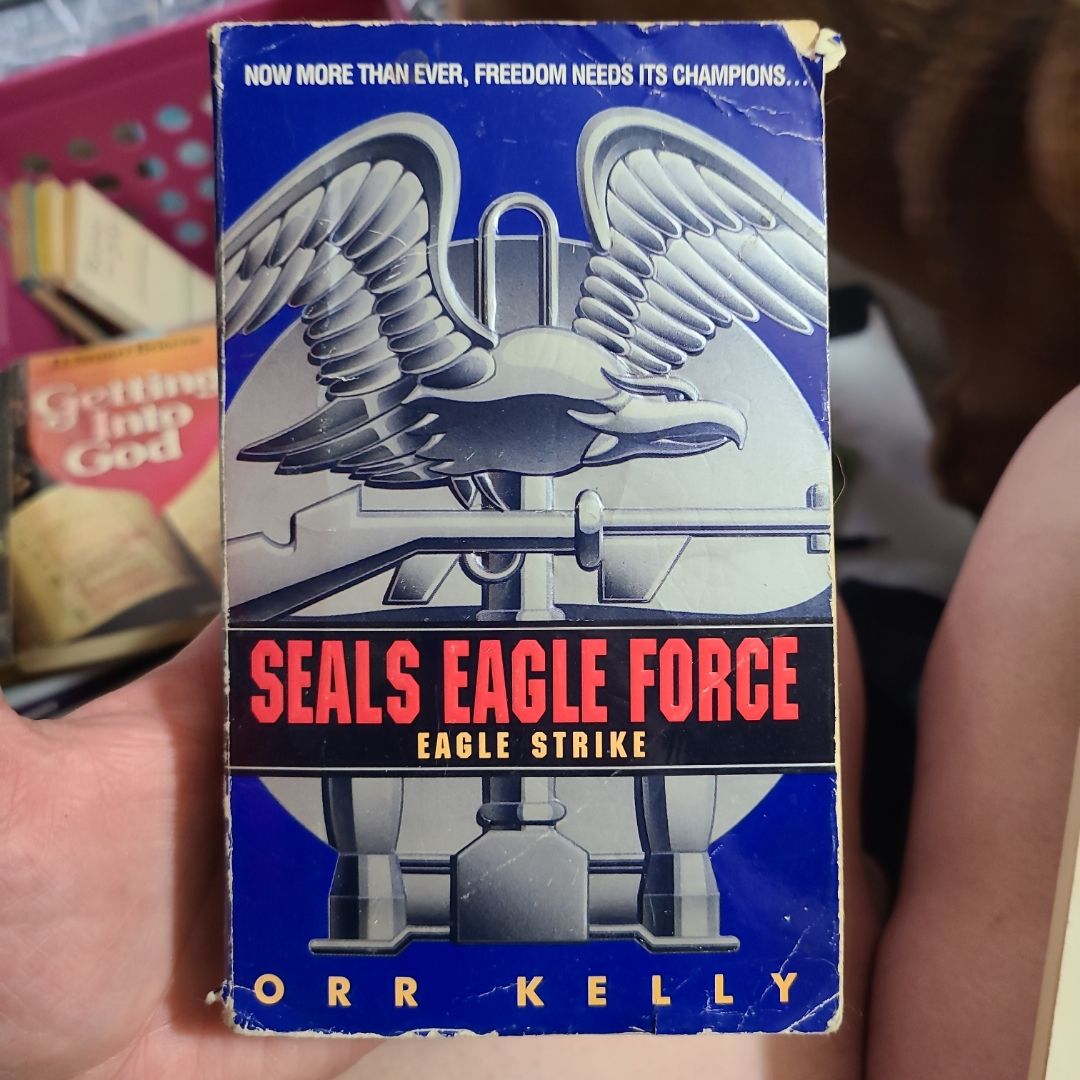 NOW MORE THAN EVER, FREEDOM NEEDS ITS CHAMPIONS...
SEALS EAGLE FORCE
EAGLE STRIKE
ORR KELLY
Getting
Into
God